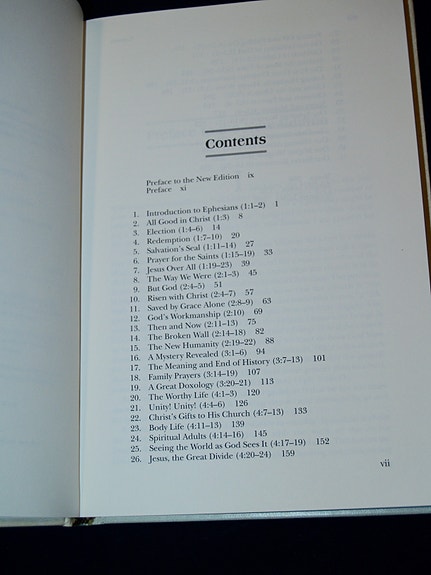 Contents
Preface to the New Edition ix
Preface xi
1. Introduction to Ephesians (1:1–2) 1
2. All Good in Christ (1:3) 8
3. Election (1:4–6) 14
4. Redemption (1:7–10) 20
5. Salvation's Seal (1:11–14) 27
6. Prayer for the Saints (1:15–19) 33
7. Jesus Over All (1:19–23) 39
8. The Way We Were (2:1–3) 45
9. But God (2:4–5) 51
10. Risen with Christ (2:4–7) 57
11. Saved by Grace Alone (2:8–9) 63
12. God's Workmanship (2:10) 69
13. Then and Now (2:11–13) 75
14. The Broken Wall (2:14–18) 82
15. The New Humanity (2:19–22) 88
16. A Mystery Revealed (3:1–6) 94
17. The Meaning and End of History (3:7–13) 101
18. Family Prayers (3:14–19) 107
19. A Great Doxology (3:20–21) 113
20. The Worthy Life (4:1–3) 120
21. Unity! Unity! (4:4–6) 126
22. Christ's Gifts to His Church (4:7–13) 133
23. Body Life (4:11–13) 139
24. Spiritual Adults (4:14–16) 145
25. Seeing the World as God Sees It (4:17–19) 152
26. Jesus, the Great Divide (4:20–24) 159
vii